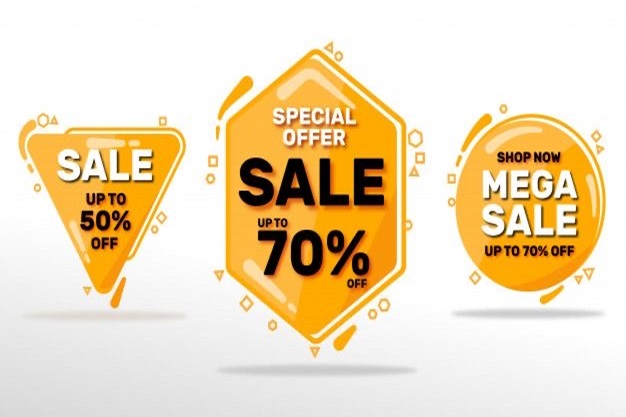 SALE
UP TO
50%
OFF
SPECIAL
OFFER
SALE
UP TO
70%
OFF
SHOP NOW
MEGA
SALE
UP TO 70% OFF